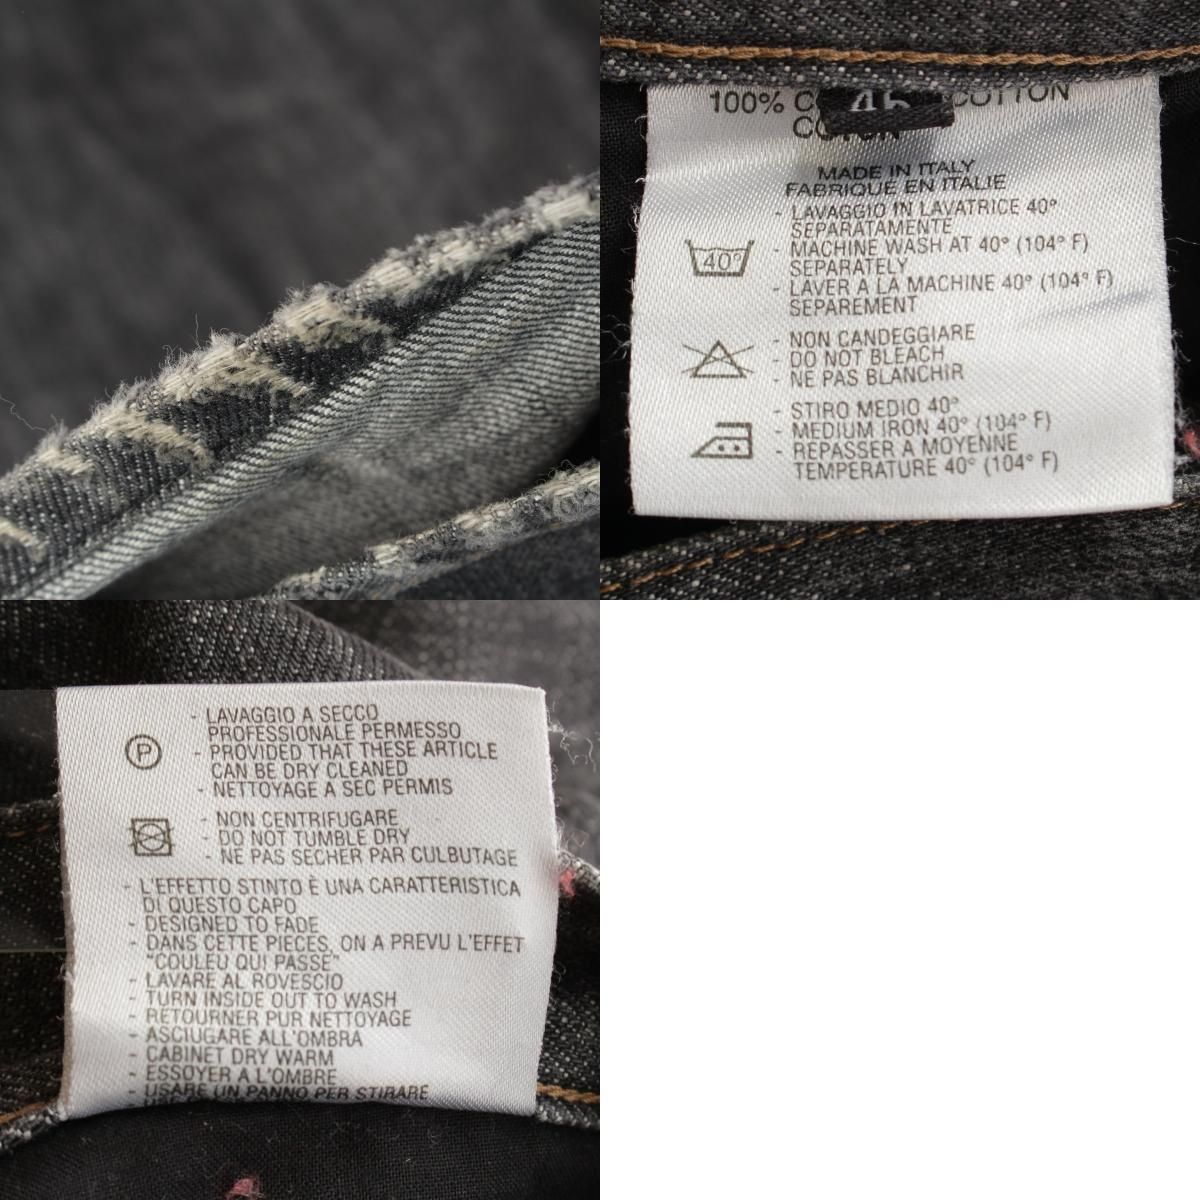 100% C 46 COTTON
MADE IN ITALY
FABRIQUE EN ITALIE
- LAVAGGIO IN LAVATRICE 40°
SEPARATAMENTE
40°
- MACHINE WASH AT 40° (104° F)
SEPARATELY
- LAVER A LA MACHINE 40° (104° F)
SEPAREMENT
- NON CANDEGGIARE
- DO NOT BLEACH
- NE PAS BLANCHIR
- STIRO MEDIO 40°
- MEDIUM IRON 40° (104° F)
- REPASSER A MOYENNE
TEMPERATURE 40° (104° F)
- LAVAGGIO A SECCO
PROFESSIONALE PERMESSO
P
- PROVIDED THAT THESE ARTICLE
CAN BE DRY CLEANED
- NETTOYAGE A SEC PERMIS
- NON CENTRIFUGARE
- DO NOT TUMBLE DRY
- NE PAS SECHER PAR CULBUTAGE
- L'EFFETTO STINTO È UNA CARATTERISTICA
DI QUESTO CAPO
- DESIGNED TO FADE
- DANS CETTE PIECES, ON A PREVU L'EFFET
"COULEU QUI PASSE"
- LAVARE AL ROVESCIO
- TURN INSIDE OUT TO WASH
- RETOURNER PUR NETTOYAGE
- ASCIUGARE ALL'OMBRA
- CABINET DRY WARM
- ESSOYER A L'OMBRE
- USARE UN PANNO PER STIRARE